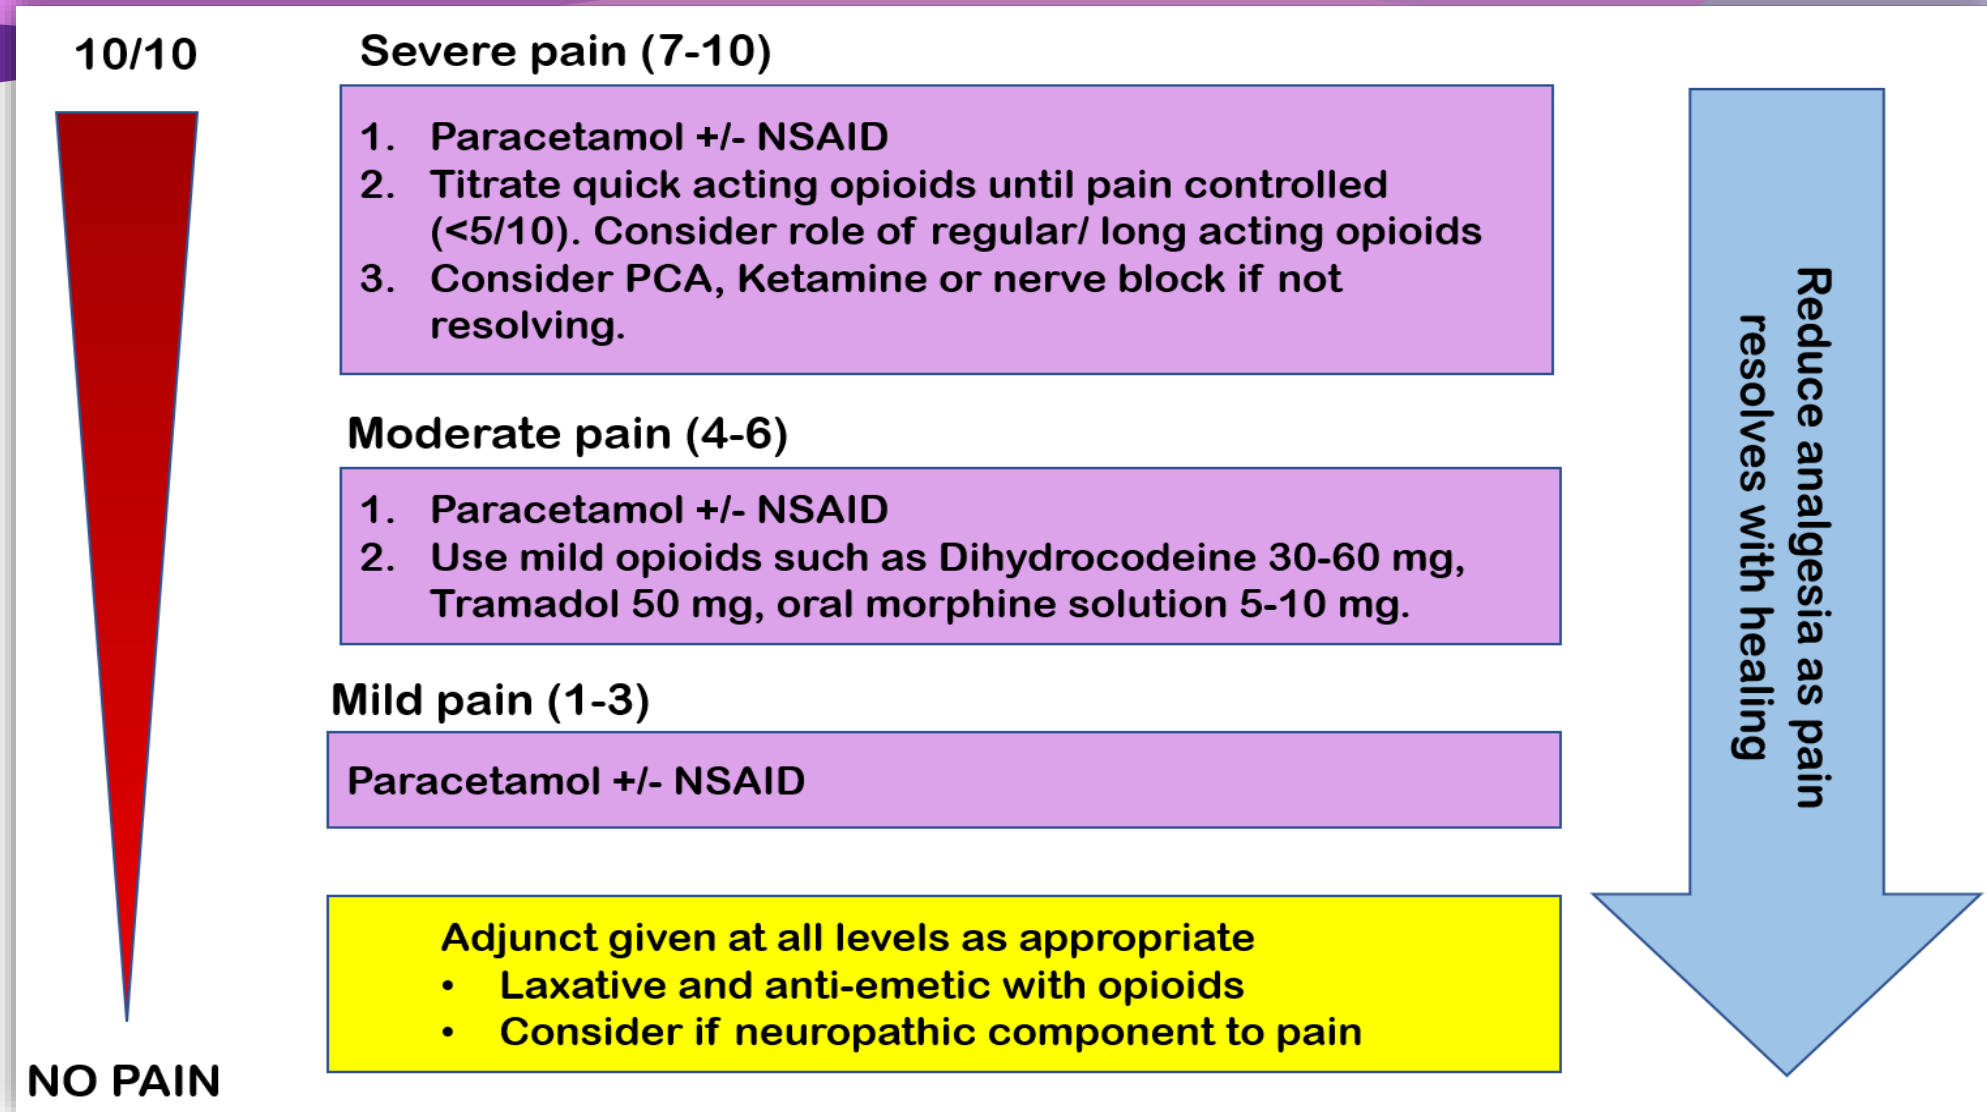 10/10
Severe pain (7-10)
1. Paracetamol +/- NSAID
2. Titrate quick acting opioids until pain controlled
(<5/10). Consider role of regular/ long acting opioids
3. Consider PCA, Ketamine or nerve block if not
resolving.
Moderate pain (4-6)
1. Paracetamol +/- NSAID
2. Use mild opioids such as Dihydrocodeine 30-60 mg,
Tramadol 50 mg, oral morphine solution 5-10 mg.
Mild pain (1-3)
Paracetamol +/- NSAID
Adjunct given at all levels as appropriate
• Laxative and anti-emetic with opioids
• Consider if neuropathic component to pain
NO PAIN
Reduce analgesia as pain
resolves with healing